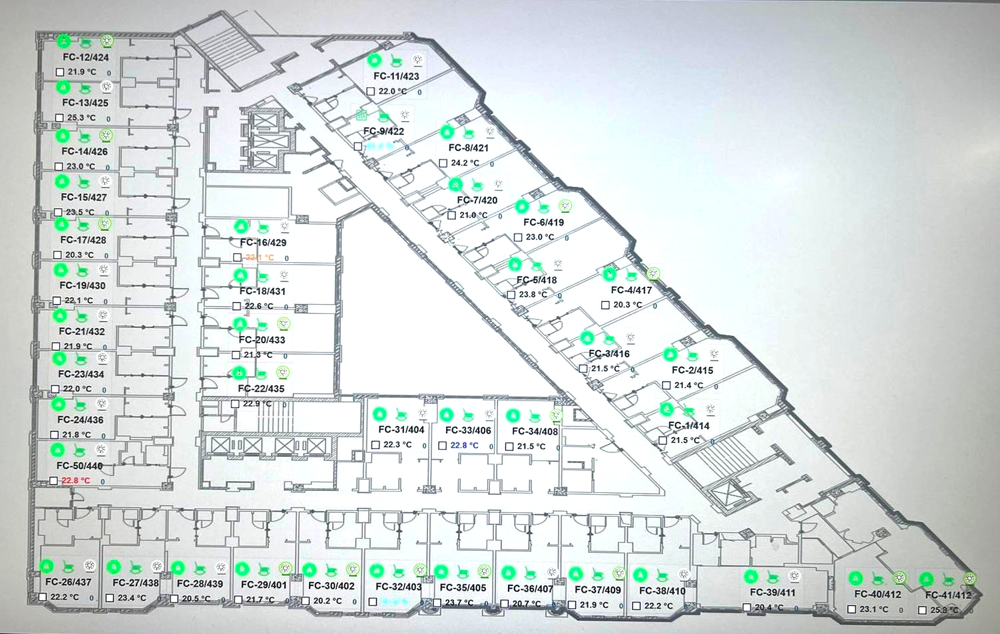 FC-12/424
21.9 °C 0
FC-13/425
25.3 °C 0
FC-14/426
23.0 °C 0
FC-15/427
23.5 °C 0
FC-17/428
20.3 °C 0
FC-19/430
22.1 °C 0
FC-21/432
21.9 °C 0
FC-23/434
22.0 °C 0
FC-24/436
21.8 °C 0
FC-50/440
22.8 °C 0
FC-16/429
22.1 °C 0
FC-18/431
22.6 °C 0
FC-20/433
21.3 °C 0
FC-22/435
22.9 °C 0
FC-11/423
22.0 °C 0
FC-9/422
0
FC-8/421
24.2 °C 0
FC-7/420
21.0 °C 0
FC-6/419
23.0 °C 0
FC-5/418
23.8 °C 0
FC-4/417
20.3 °C 0
FC-3/416
21.5 °C 0
FC-2/415
21.4 °C 0
FC-1/414
21.5 °C 0
FC-31/404
22.3 °C 0
FC-33/406
22.8 °C 0
FC-34/408
21.5 °C 0
FC-26/437
22.2 °C 0
FC-27/438
23.4 °C 0
FC-28/439
20.5 °C 0
FC-29/401
21.7 °C 0
FC-30/402
20.2 °C 0
FC-32/403
0
FC-35/405
23.7 °C 0
FC-36/407
20.7 °C 0
FC-37/409
21.9 °C 0
FC-38/410
22.2 °C 0
FC-39/411
20.4 °C 0
FC-40/412
23.1 °C 0
FC-41/412
25.8 °C 0